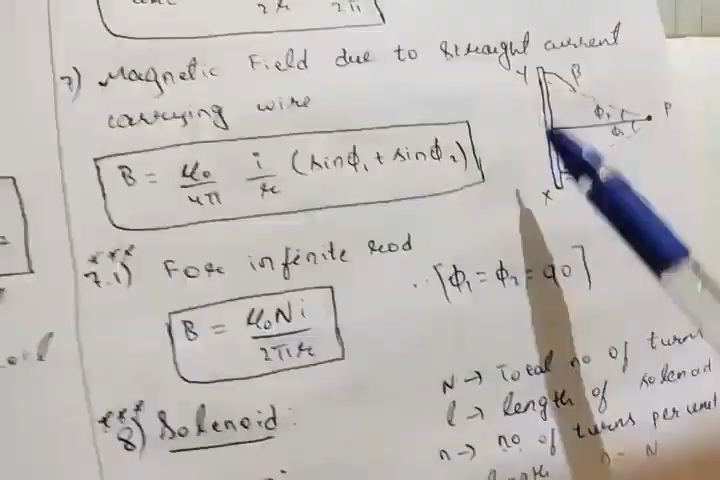 2π
7) Magnetic Field due to straight current
carrying wire
B = μ₀/4π i/r (sinϕ₁ + sinϕ₂)
Y β
ϕ₂ P
ϕ₁
X
***
7.1) For infinite rod
∴ [ϕ₁ = ϕ₂ = 90]
B = μ₀Ni/2πr
***
8) Solenoid:
N → Total no of turns
l → length of solenoid
n → no of turns per unit
N